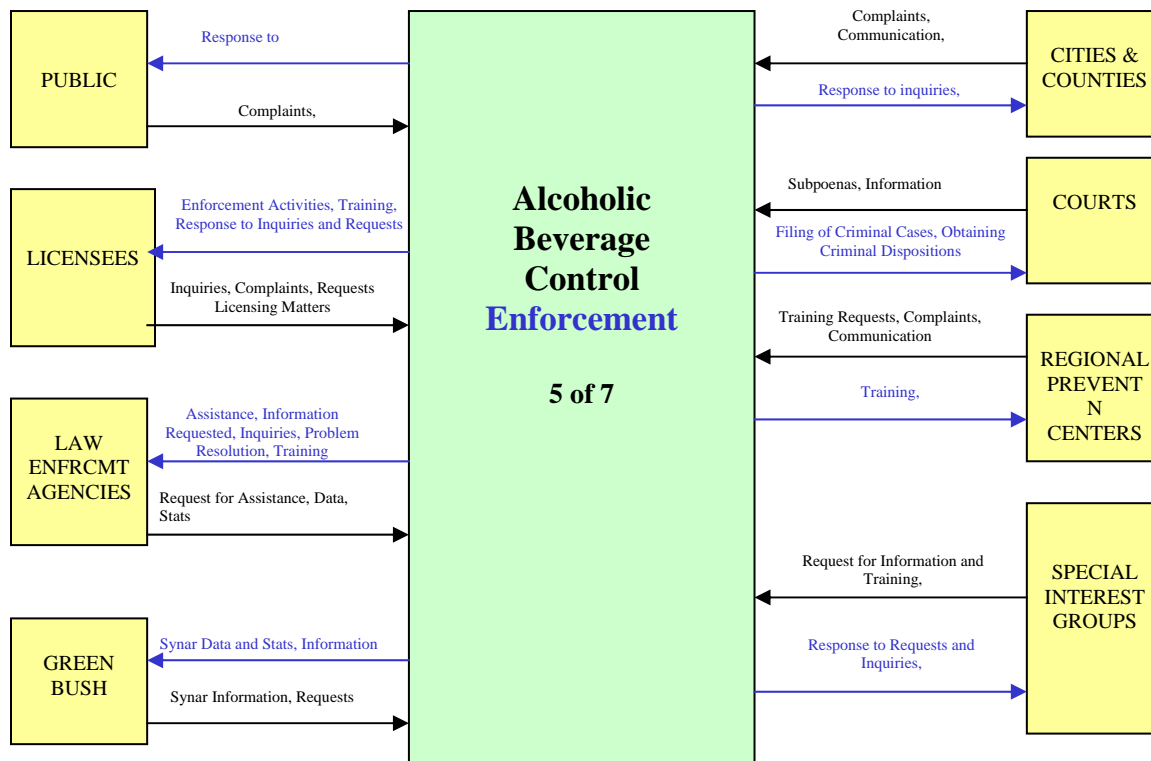 PUBLIC
Response to
Complaints,
LICENSEES
Enforcement Activities, Training,
Response to Inquiries and Requests
Inquiries, Complaints, Requests
Licensing Matters
LAW
ENFRCMT
AGENCIES
Assistance, Information
Requested, Inquiries, Problem
Resolution, Training
Request for Assistance, Data,
Stats
GREEN
BUSH
Synar Data and Stats, Information
Synar Information, Requests
Alcoholic
Beverage
Control
Enforcement
5 of 7
Complaints,
Communication,
Response to inquiries,
CITIES &
COUNTIES
Subpoenas, Information
Filing of Criminal Cases, Obtaining
Criminal Dispositions
COURTS
Training Requests, Complaints,
Communication
Training,
REGIONAL
PREVENT
N
CENTERS
Request for Information and
Training,
Response to Requests and
Inquiries,
SPECIAL
INTEREST
GROUPS